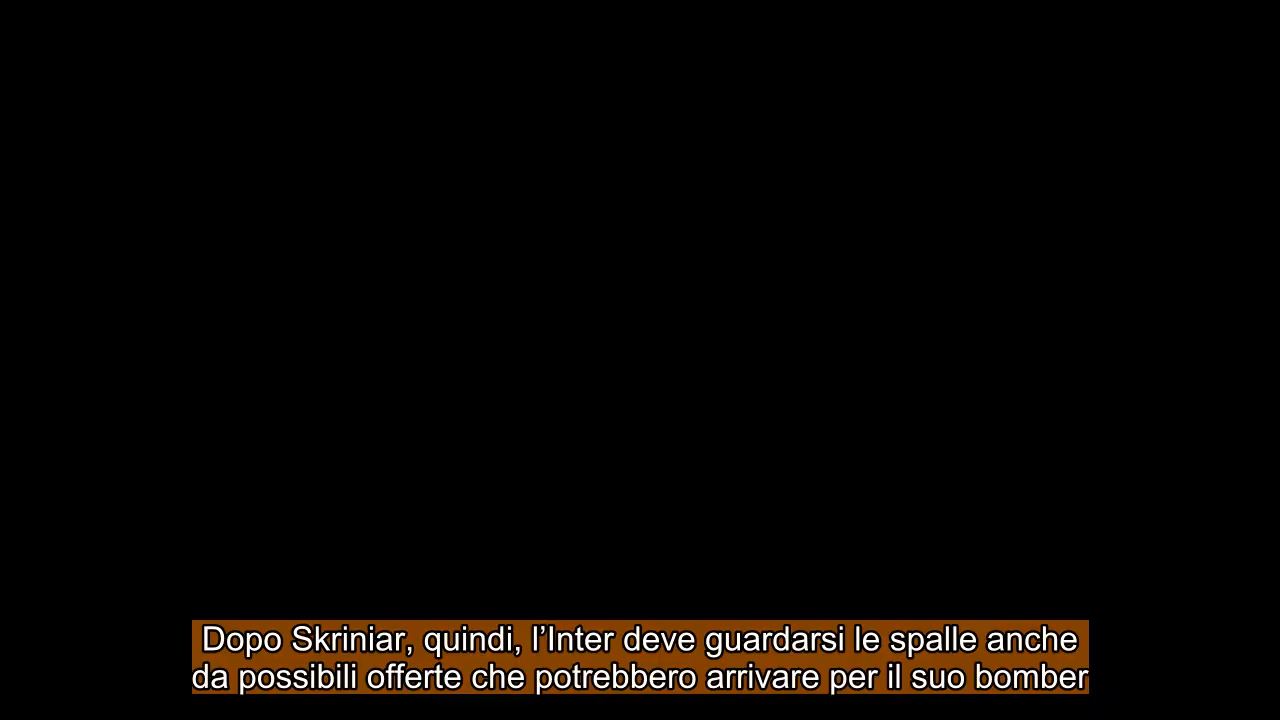 Dopo Skriniar, quindi, l’Inter deve guardarsi le spalle anche
da possibili offerte che potrebbero arrivare per il suo bomber